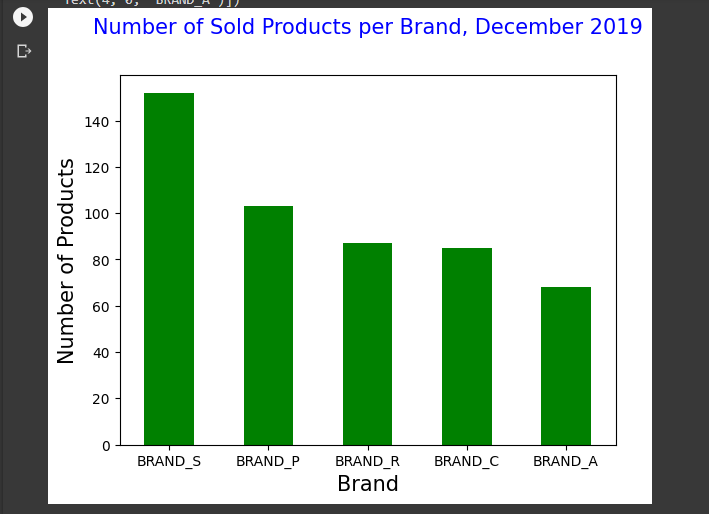 Number of Sold Products per Brand, December 2019
140
120
100
80
60
40
20
0
Number of Products
BRAND_S BRAND_P BRAND_R BRAND_C BRAND_A
Brand